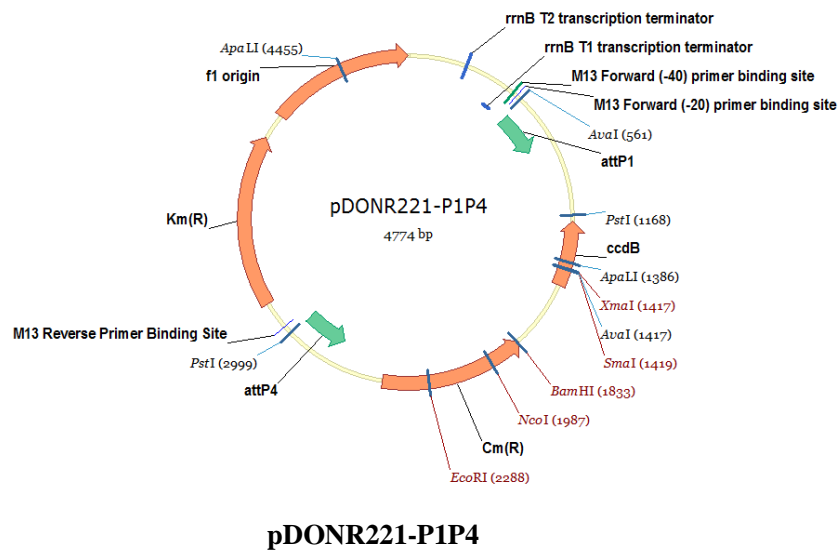 rrnB T2 transcription terminator
rrnB T1 transcription terminator
M13 Forward (-40) primer binding site
M13 Forward (-20) primer binding site
AvaI (561)
attP1
PstI (1168)
ccdB
ApaLI (1386)
XmaI (1417)
AvaI (1417)
SmaI (1419)
BamHI (1833)
NcoI (1987)
Cm(R)
EcoRI (2288)
attP4
PstI (2999)
M13 Reverse Primer Binding Site
Km(R)
f1 origin
ApaLI (4455)
pDONR221-P1P4
4774 bp
pDONR221-P1P4